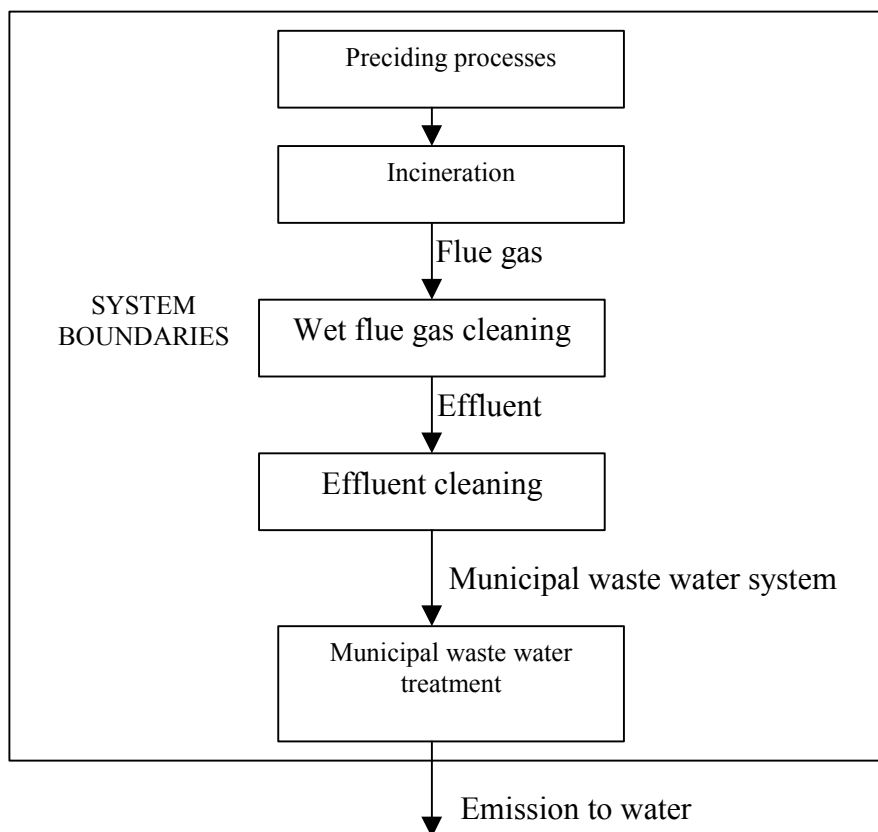 Preciding processes
Incineration
Flue gas
SYSTEM
BOUNDARIES
Wet flue gas cleaning
Effluent
Effluent cleaning
Municipal waste water system
Municipal waste water
treatment
Emission to water